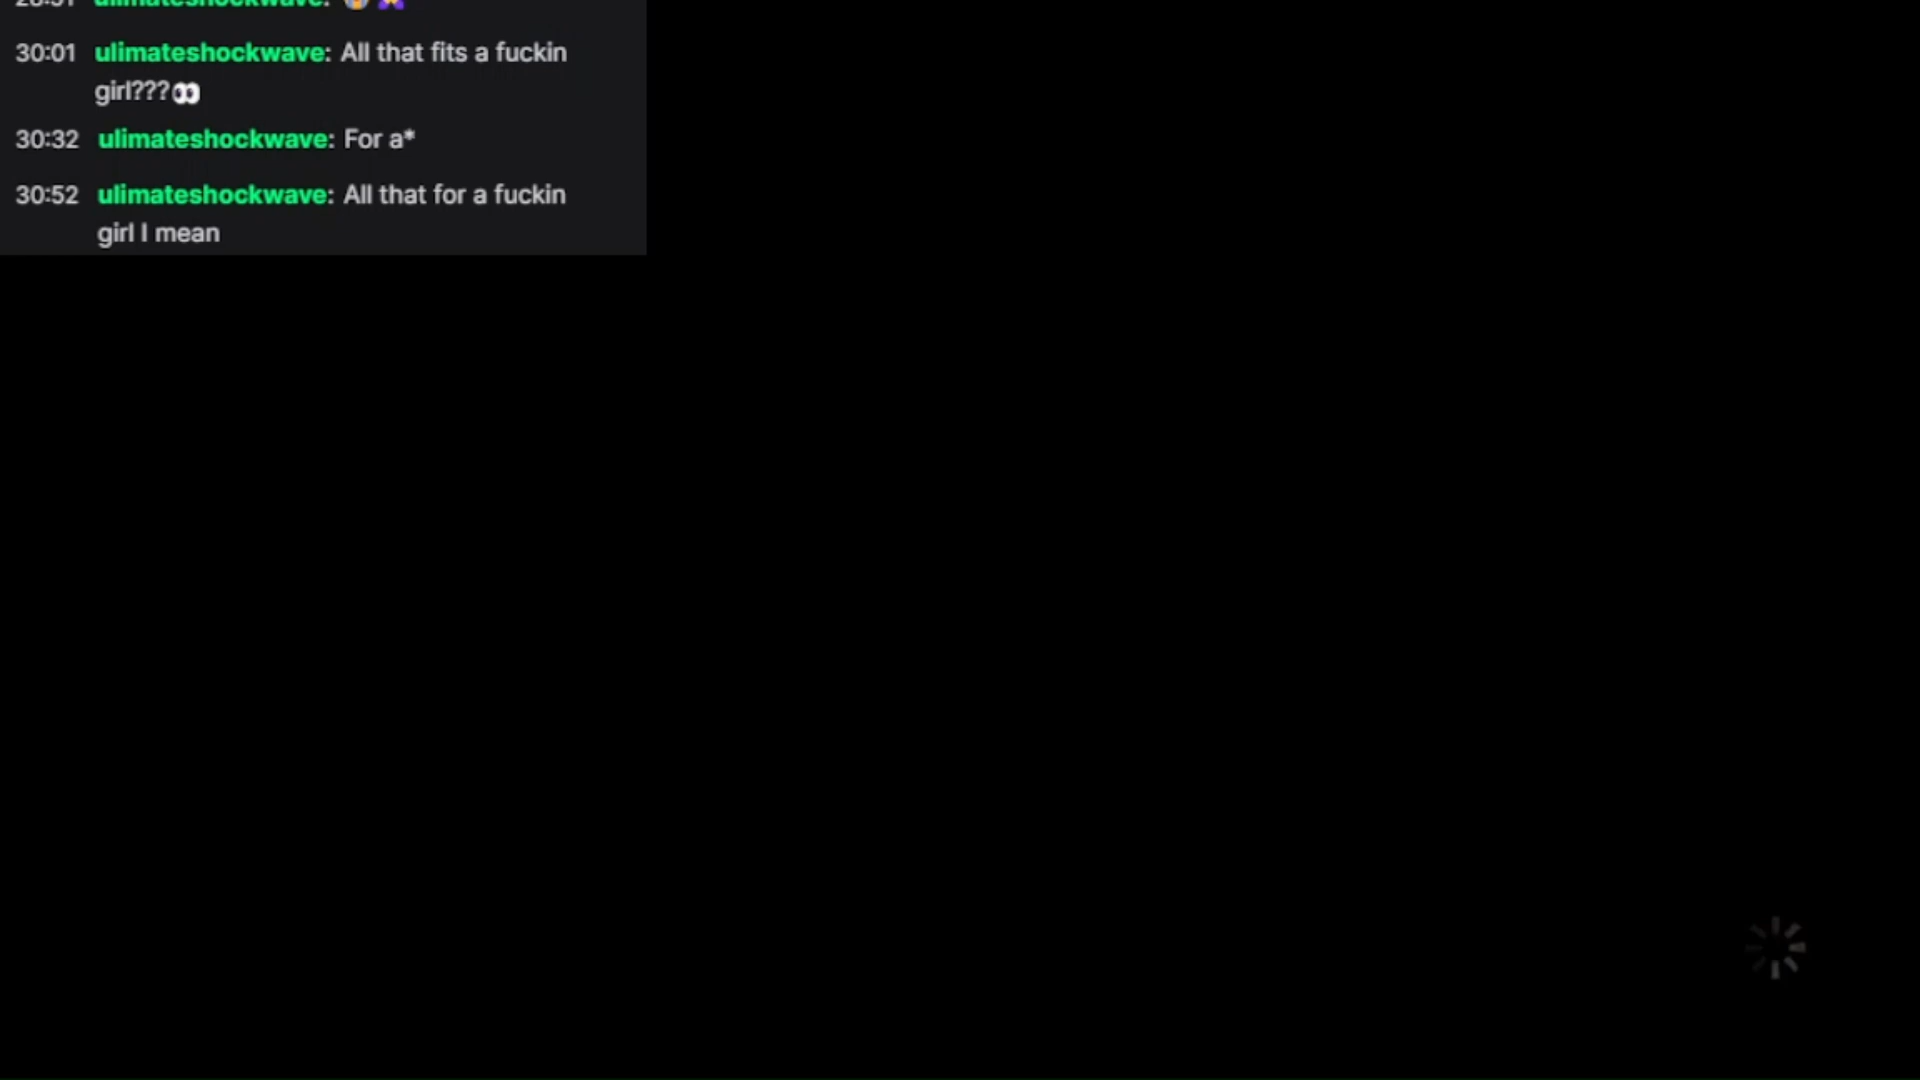 ulimateshockwave:
30:01 ulimateshockwave: All that fits a fuckin
girl???👀
30:32 ulimateshockwave: For a*
30:52 ulimateshockwave: All that for a fuckin
girl I mean